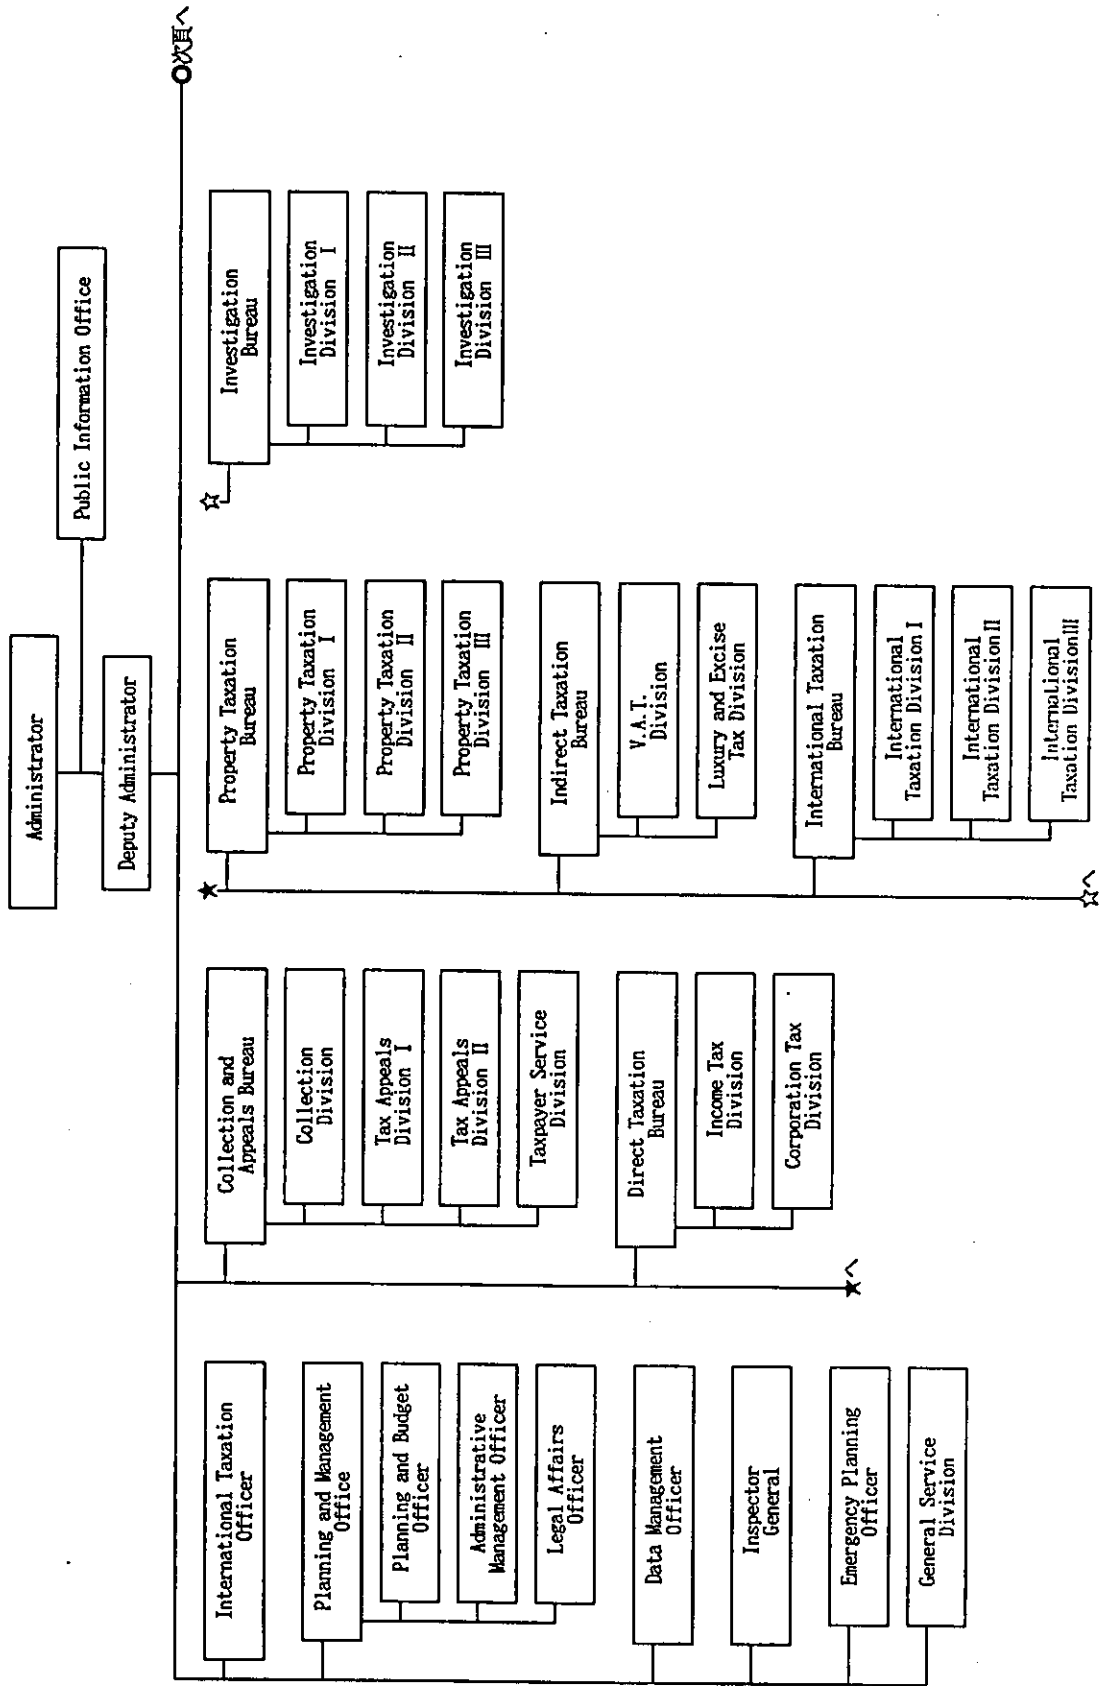 Administrator
Public Information Office
Deputy Administrator
○次頁へ
International Taxation
Officer
Planning and Management
Office
Planning and Budget
Officer
Administrative
Management Officer
Legal Affairs
Officer
Data Management
Officer
Inspector
General
Emergency Planning
Officer
General Service
Division
Collection and
Appeals Bureau
Collection
Division
Tax Appeals
Division I
Tax Appeals
Division II
Taxpayer Service
Division
Direct Taxation
Bureau
Income Tax
Division
Corporation Tax
Division
★へ
★
Property Taxation
Bureau
Property Taxation
Division I
Property Taxation
Division II
Property Taxation
Division III
Indirect Taxation
Bureau
V.A.T.
Division
Luxury and Excise
Tax Division
International Taxation
Bureau
International
Taxation Division I
International
Taxation Division II
International
Taxation Division III
☆へ
☆
Investigation
Bureau
Investigation
Division I
Investigation
Division II
Investigation
Division III